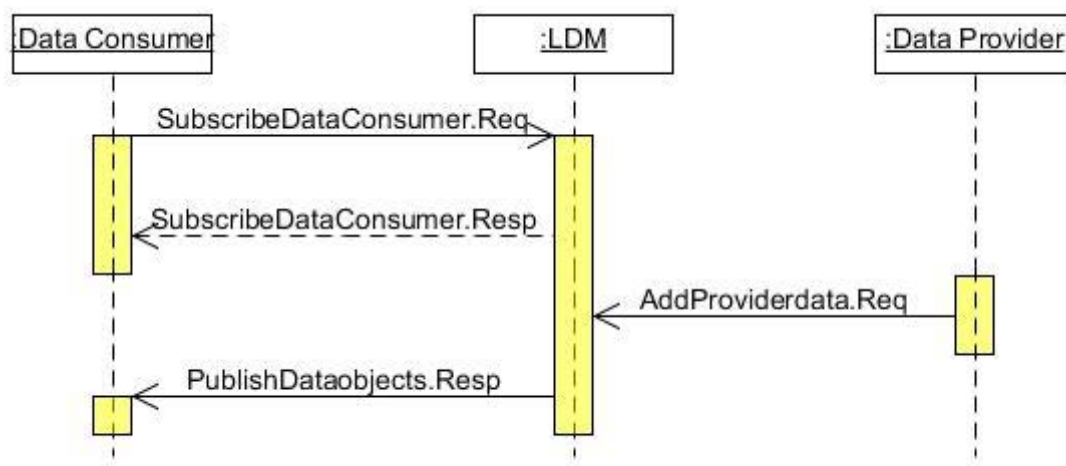 :Data Consumer
:LDM
:Data Provider
SubscribeDataConsumer.Req
SubscribeDataConsumer.Resp
AddProviderdata.Req
PublishDataobjects.Resp